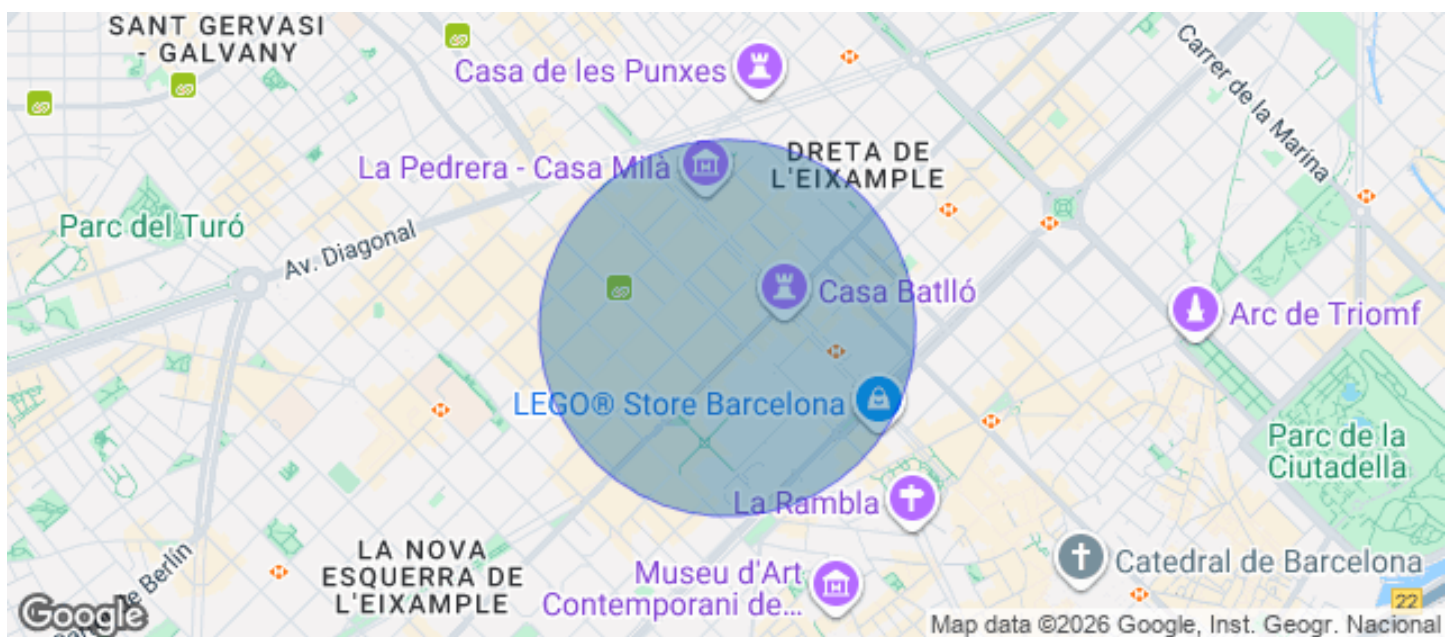 SANT GERVASI
- GALVANY
Casa de les Punxes
Carrer de la Marina
La Pedrera - Casa Milà
DRETA DE
L'EIXAMPLE
Parc del Turó
Av. Diagonal
Casa Batlló
Arc de Triomf
LEGO® Store Barcelona
Parc de la
Ciutadella
La Rambla
LA NOVA
ESQUERRA DE
L'EIXAMPLE
Museu d'Art
Contemporani de...
Catedral de Barcelona
de Berlín
22
Google
Map data ©2026 Google, Inst. Geogr. Nacional